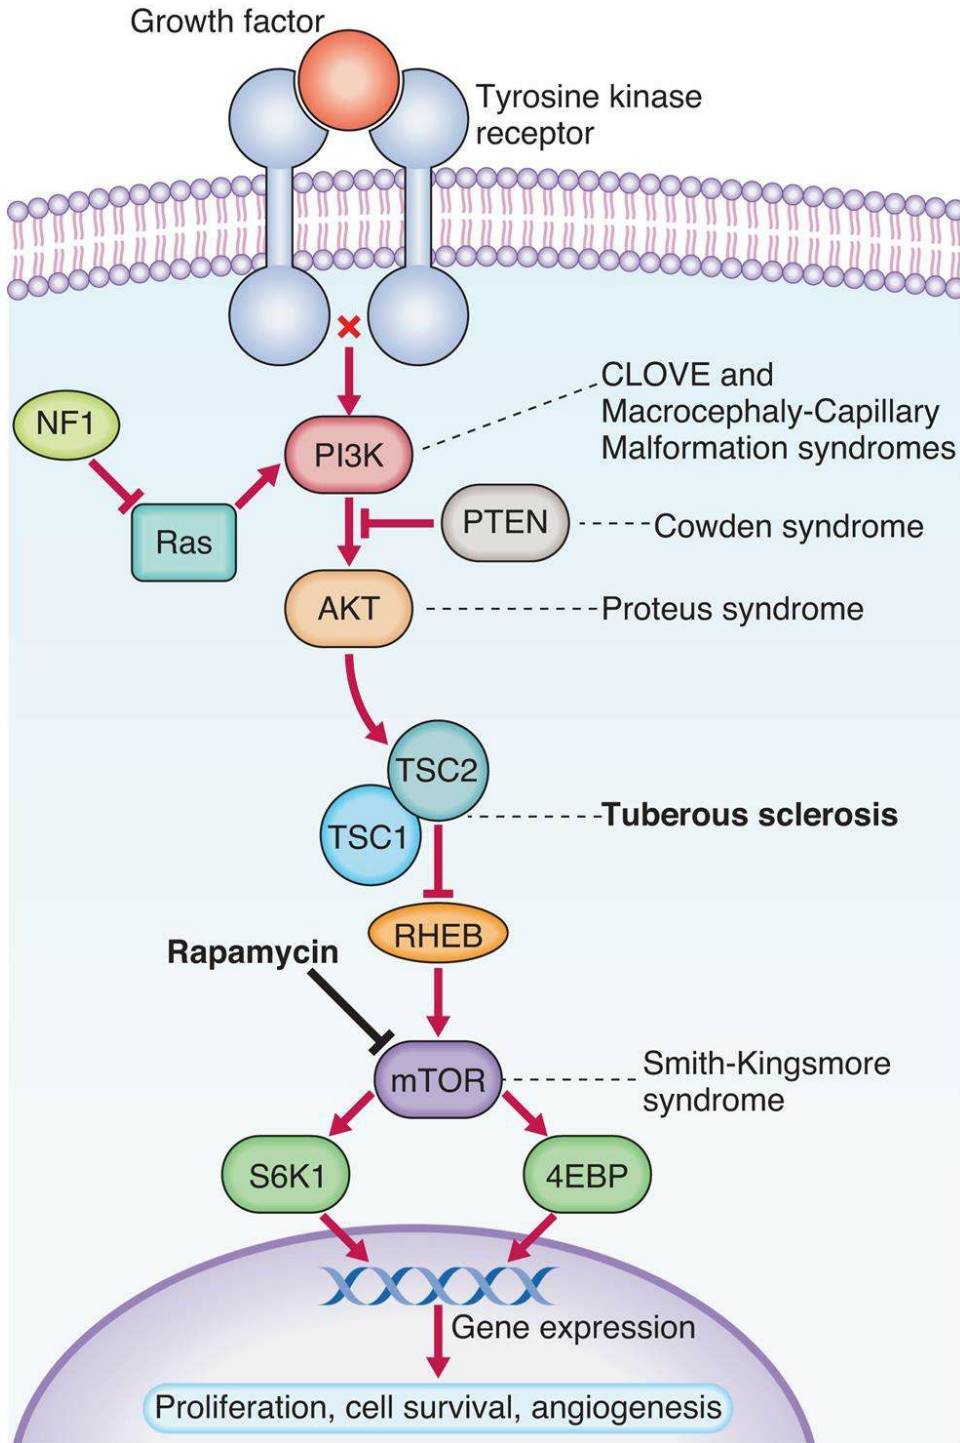 Growth factor
Tyrosine kinase
receptor
CLOVE and
Macrocephaly-Capillary
Malformation syndromes
NF1
PI3K
Ras
PTEN
Cowden syndrome
AKT
Proteus syndrome
TSC2
TSC1
Tuberous sclerosis
RHEB
Rapamycin
mTOR
Smith-Kingsmore
syndrome
S6K1
4EBP
Gene expression
Proliferation, cell survival, angiogenesis